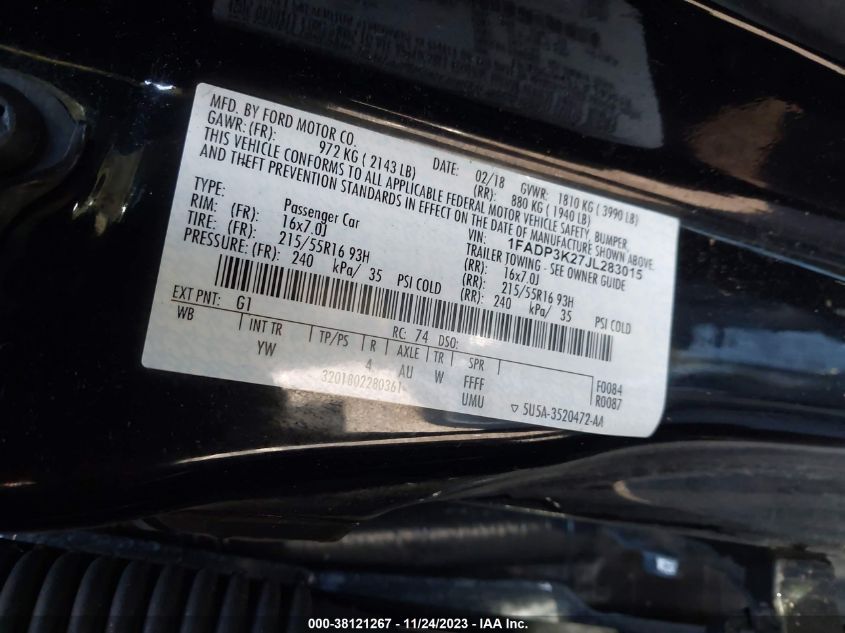 MFD. BY FORD MOTOR CO.
DATE: 02/18 GVWR: 1810 KG ( 3990 LB)
GAWR: (FR): 972 KG ( 2143 LB) (RR): 880 KG ( 1940 LB)
THIS VEHICLE CONFORMS TO ALL APPLICABLE FEDERAL MOTOR VEHICLE SAFETY, BUMPER,
AND THEFT PREVENTION STANDARDS IN EFFECT ON THE DATE OF MANUFACTURE SHOWN ABOVE.
VIN: 1FADP3K27JL283015
TYPE: Passenger Car TRAILER TOWING - SEE OWNER GUIDE
RIM: (FR): 16x7.0J (RR): 16x7.0J
TIRE: (FR): 215/55R16 93H (RR): 215/55R16 93H
PRESSURE: (FR): 240 kPa/ 35 PSI COLD (RR): 240 kPa/ 35 PSI COLD
EXT PNT: G1 RC: 74 DSO:
WB INT TR TP/PS R AXLE TR SPR
YW 4 AU W FFFF F0084
UMU R0087
3201802280361 5U5A-3520472-AA
000-38121267 - 11/24/2023 - IAA Inc.